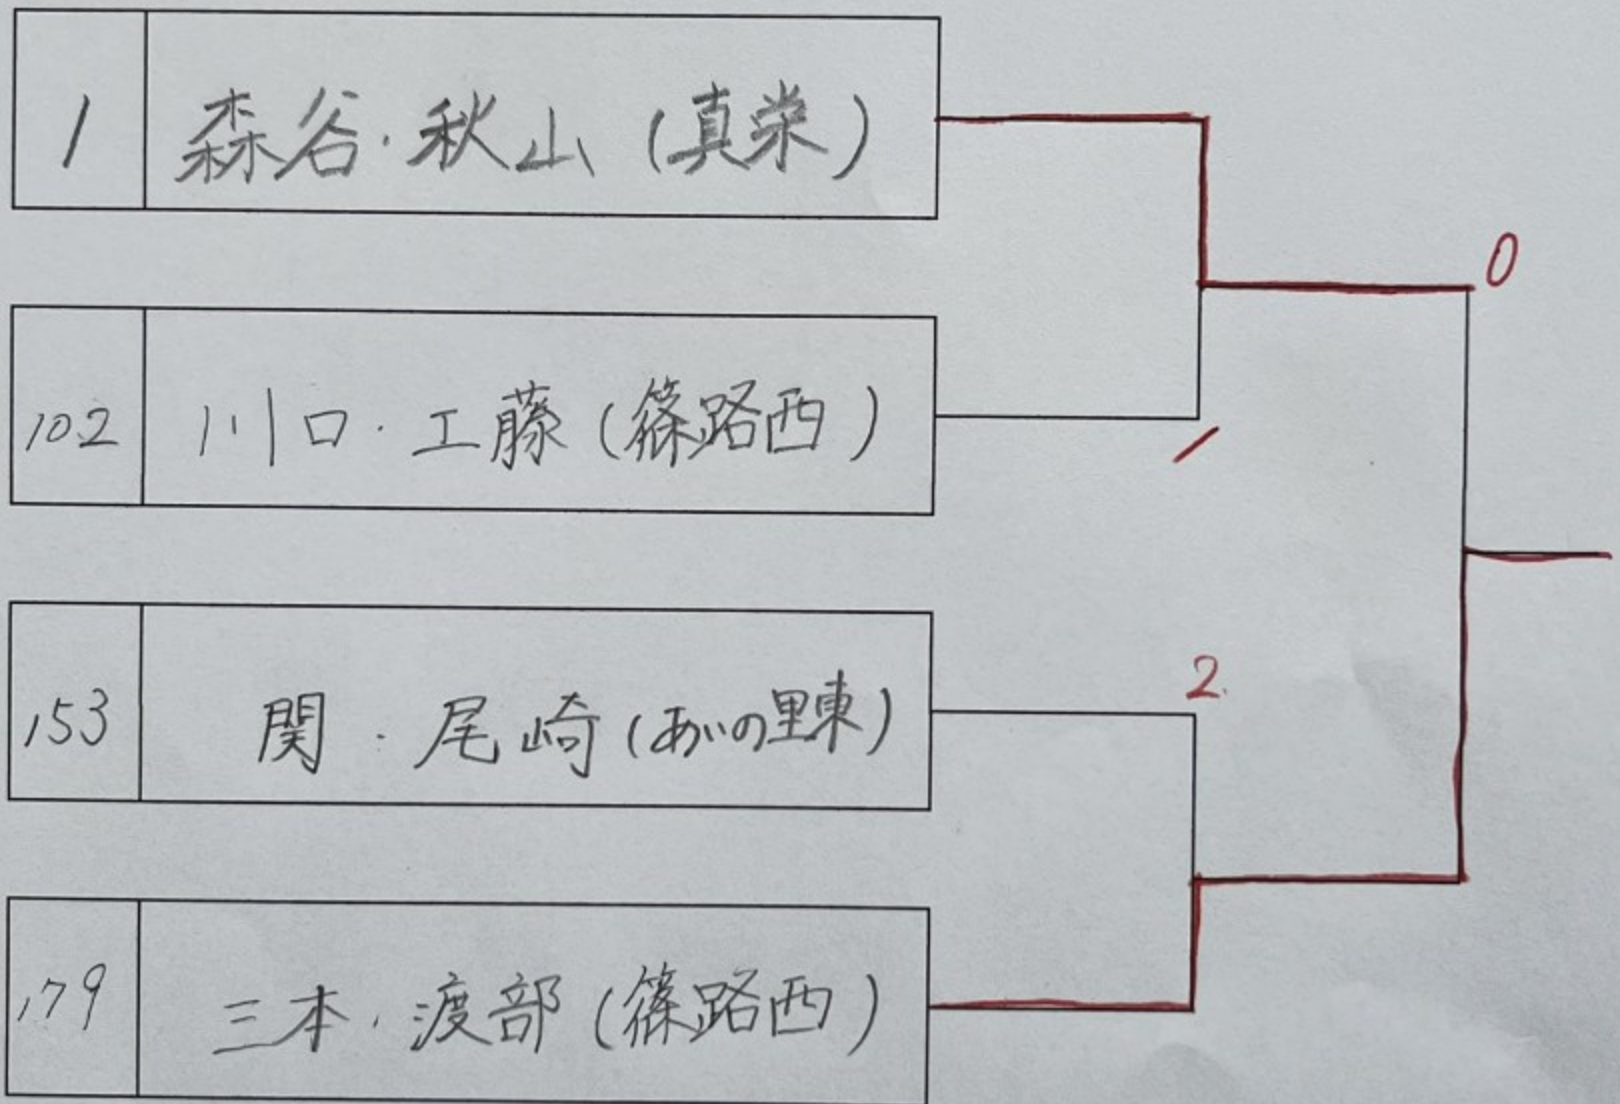 1 森谷・秋山(真栄)
0
102 川口・工藤(篠路西)
1
2.
153 関・尾崎(あいの里東)
179 三本・渡部(篠路西)